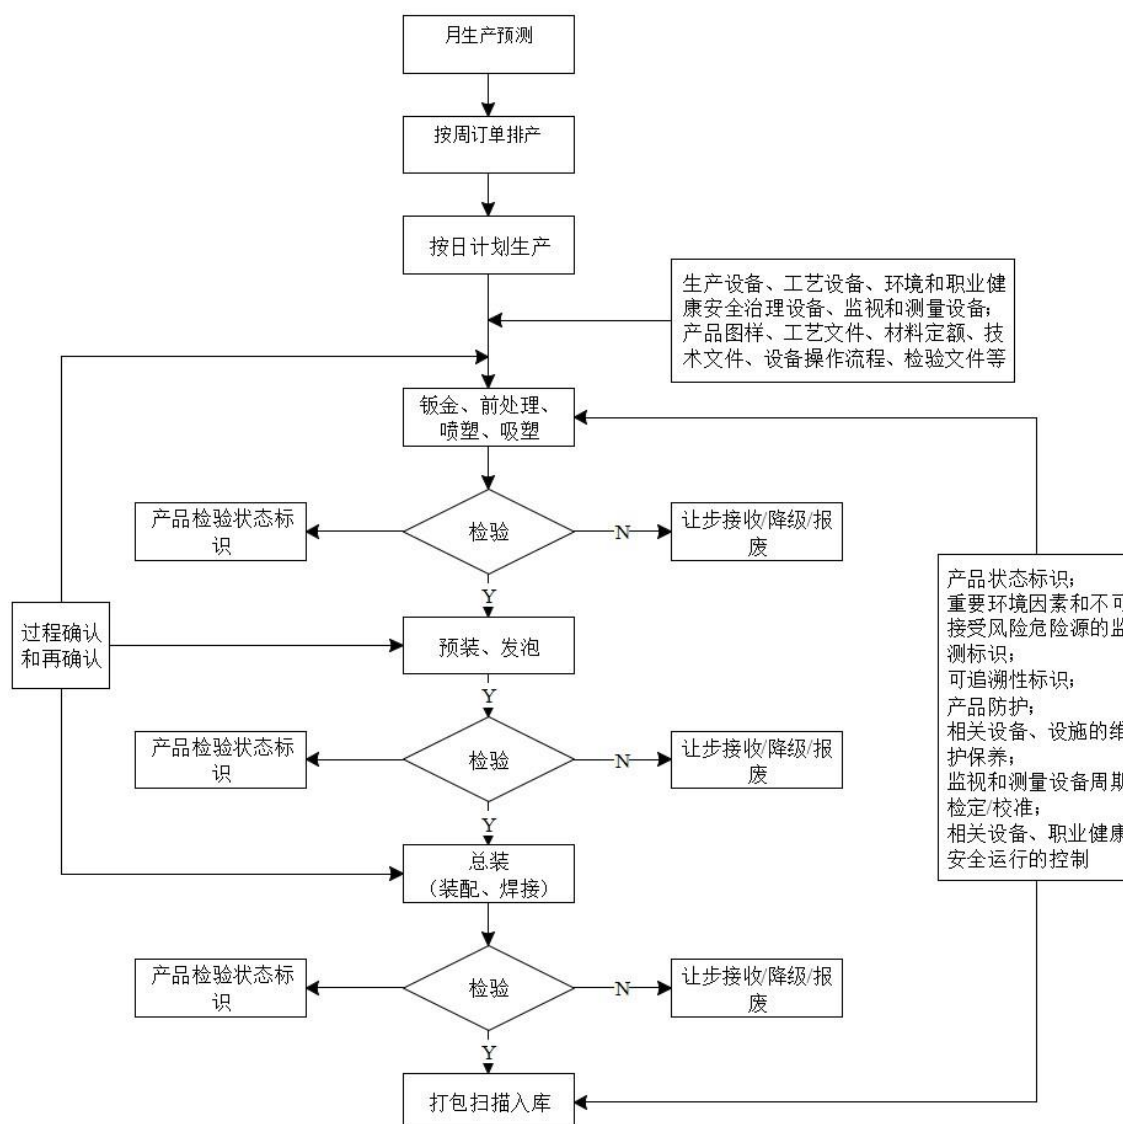 月生产预测
按周订单排产
按日计划生产
生产设备、工艺设备、环境和职业健
康安全治理设备、监视和测量设备;
产品图样、工艺文件、材料定额、技
术文件、设备操作流程、检验文件等
钣金、前处理、
喷塑、吸塑
产品检验状态标
识
检验
N
让步接收/降级/报
废
Y
过程确认
和再确认
预装、发泡
产品状态标识;
重要环境因素和不可
接受风险危险源的监
测标识;
可追溯性标识;
产品防护;
相关设备、设施的维
护保养;
监视和测量设备周期
检定/校准;
相关设备、职业健康
安全运行的控制
Y
产品检验状态标
识
检验
N
让步接收/降级/报
废
Y
总装
（装配、焊接）
产品检验状态标
识
检验
N
让步接收/降级/报
废
Y
打包扫描入库